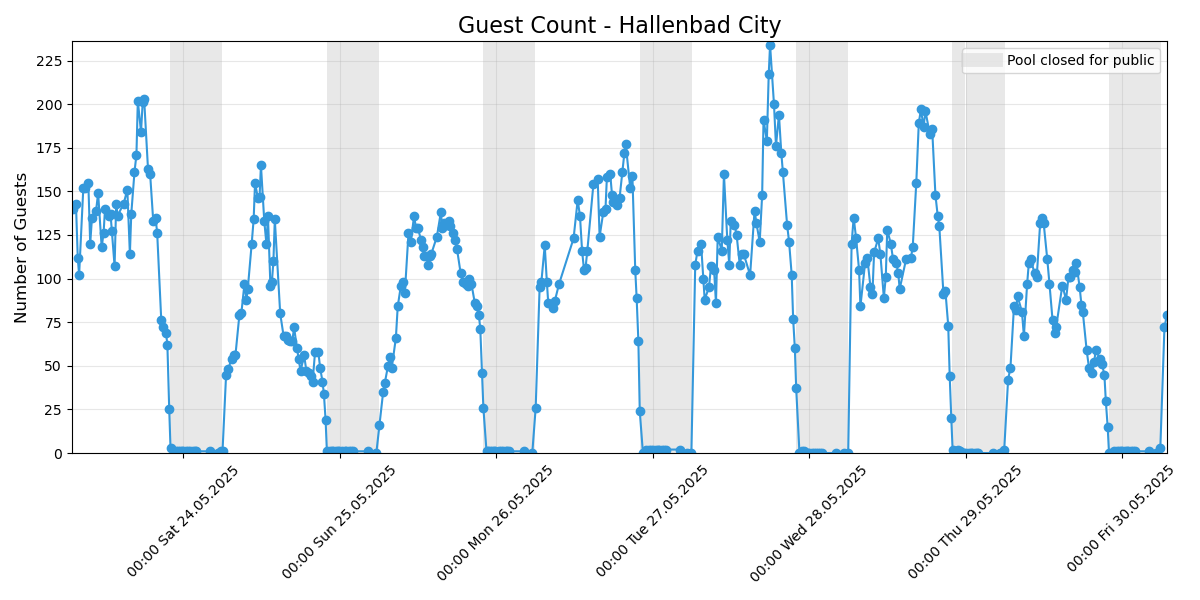 Guest Count - Hallenbad City
Pool closed for public
Number of Guests
225
200
175
150
125
100
75
50
25
0
00:00 Sat 24.05.2025
00:00 Sun 25.05.2025
00:00 Mon 26.05.2025
00:00 Tue 27.05.2025
00:00 Wed 28.05.2025
00:00 Thu 29.05.2025
00:00 Fri 30.05.2025